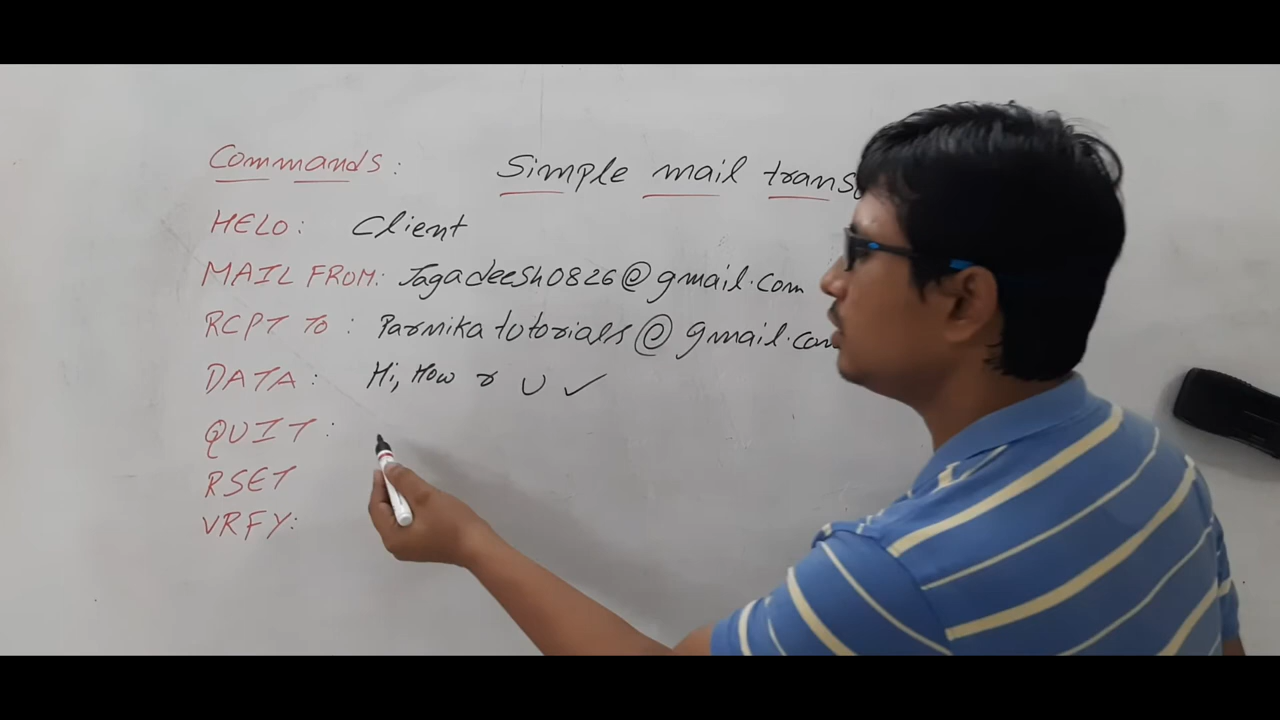 Commands: Simple mail trans
HELO: Client
MAIL FROM: Jagadeesh0826@gmail.com
RCPT To: Parnikatutorials@gmail.com
DATA: Hi, How r U ✓
QUIT:
RSET
VRFY: